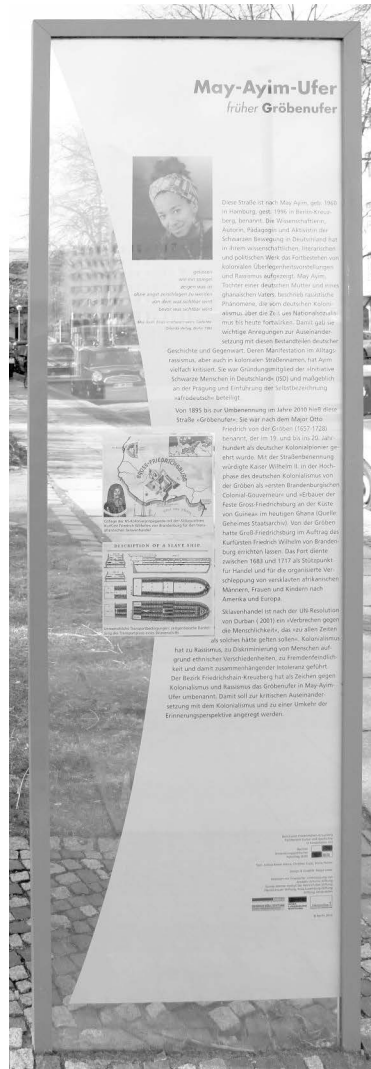 May-Ayim-Ufer
früher Gröbenufer
Diese Straße ist nach May Ayim, geb. 1960
in Hamburg, gest. 1996 in Berlin-Kreuz-
berg, benannt. Die Wissenschaftlerin,
Autorin, Pädagogin und Aktivistin der
Schwarzen Bewegung in Deutschland hat
in ihrem wissenschaftlichen, literarischen
und politischen Werk das Fortbestehen von
kolonialen Überlegenheitsvorstellungen
und Rassismus aufgezeigt. May Ayim,
Tochter einer deutschen Mutter und eines
ghanaischen Vaters, beschrieb rassistische
Phänomene, die vom deutschen Kolonia-
lismus, über die Zeit des Nationalsozialis-
mus bis heute fortwirken. Damit gab sie
wichtige Anregungen zur Auseinander-
setzung mit diesen Bestandteilen deutscher
Geschichte und Gegenwart. Deren Manifestation im Alltags-
rassismus, aber auch in kolonialen Straßennamen, hat Ayim
vielfach kritisiert. Sie war Gründungsmitglied der «Initiative
Schwarze Menschen in Deutschland» (ISD) und maßgeblich
an der Prägung und Einführung der Selbstbezeichnung
«afrodeutsch» beteiligt.
Von 1895 bis zur Umbenennung im Jahre 2010 hieß diese
Straße «Gröbenufer». Sie war nach dem Major Otto
Friedrich von der Gröben (1657-1728)
benannt, der im 19. und bis ins 20. Jahr-
hundert als deutscher Kolonialpionier ge-
ehrt wurde. Mit der Straßenbenennung
würdigte Kaiser Wilhelm II. in der Hoch-
phase des deutschen Kolonialismus von
der Gröben als «ersten Brandenburgischen
Colonial-Gouverneur» und «Erbauer der
Feste Gross-Friedrichsburg an der Küste
von Guinea» im heutigen Ghana (Quelle
Geheimes Staatsarchiv). Von der Gröben
hatte Groß-Friedrichsburg im Auftrag des
Kurfürsten Friedrich Wilhelm von Branden-
burg errichten lassen. Das Fort diente
zwischen 1683 und 1717 als Stützpunkt
für Handel und für die organisierte Ver-
schleppung von versklavten afrikanischen
Männern, Frauen und Kindern nach
Amerika und Europa.
GROSS-FRIEDRICHSBURG
DESCRIPTION OF A SLAVE SHIP
Sklavenhandel ist nach der UN-Resolution
von Durban (2001) ein «Verbrechen gegen
die Menschlichkeit», das «zu allen Zeiten
als solches hätte gelten sollen». Kolonialismus
hat zu Rassismus, zu Diskriminierung von Menschen auf-
grund ethnischer Verschiedenheiten, zu Fremdenfeindlich-
keit und damit zusammenhängender Intoleranz geführt.
Der Bezirk Friedrichshain-Kreuzberg hat als Zeichen gegen
Kolonialismus und Rassismus das Gröbenufer in May-Ayim-
Ufer umbenannt. Damit soll zur kritischen Auseinander-
setzung mit dem Kolonialismus und zu einer Umkehr der
Erinnerungsperspektive angeregt werden.